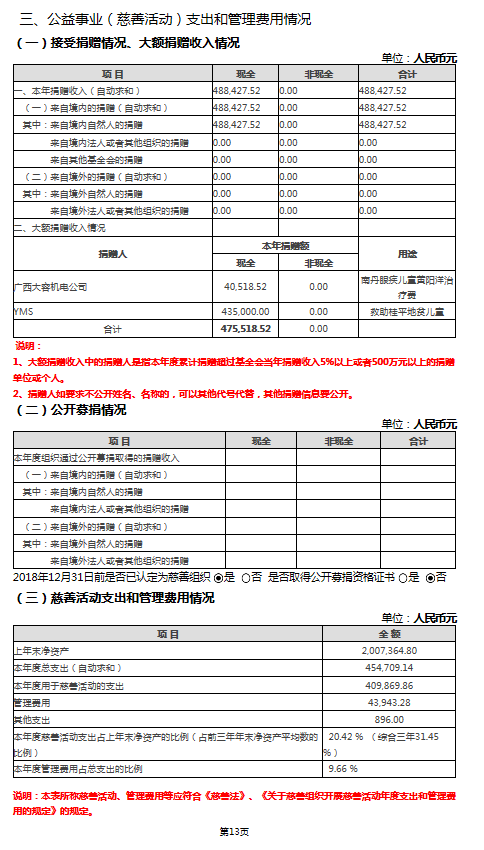 三、公益事业（慈善活动）支出和管理费用情况
（一）接受捐赠情况、大额捐赠收入情况
单位：人民币元
项 目 现金 非现金 合计
一、本年捐赠收入（自动求和） 488,427.52 0.00 488,427.52
（一）来自境内的捐赠（自动求和） 488,427.52 0.00 488,427.52
其中：来自境内自然人的捐赠 488,427.52 0.00 488,427.52
来自境内法人或者其他组织的捐赠 0.00 0.00 0.00
来自其他基金会的捐赠 0.00 0.00 0.00
（二）来自境外的捐赠（自动求和） 0.00 0.00 0.00
其中：来自境外自然人的捐赠 0.00 0.00 0.00
来自境外法人或者其他组织的捐赠 0.00 0.00 0.00
二、大额捐赠收入情况
捐赠人 本年捐赠额 用途
现金 非现金
广西大容机电公司 40,518.52 0.00 南丹眼疾儿童黄阳洋治
疗费
YMS 435,000.00 0.00 救助桂平地贫儿童
合计 475,518.52 0.00
说明：
1、大额捐赠收入中的捐赠人是指本年度累计捐赠超过基金会当年捐赠收入5%以上或者500万元以上的捐赠
单位或个人。
2、捐赠人如要求不公开姓名、名称的，可以其他代号代替，其他捐赠信息要公开。
（二）公开募捐情况
单位：人民币元
项 目 现金 非现金 合计
本年度组织通过公开募捐取得的捐赠收入
（一）来自境内的捐赠（自动求和）
其中：来自境内自然人的捐赠
来自境内法人或者其他组织的捐赠
（二）来自境外的捐赠（自动求和）
其中：来自境外自然人的捐赠
来自境外法人或者其他组织的捐赠
2018年12月31日前是否已认定为慈善组织 ◉是 ○否 是否取得公开募捐资格证书 ○是 ◉否
（三）慈善活动支出和管理费用情况
单位：人民币元
项 目 金 额
上年末净资产 2,007,364.80
本年度总支出（自动求和） 454,709.14
本年度用于慈善活动的支出 409,869.86
管理费用 43,943.28
其他支出 896.00
本年度慈善活动支出占上年末净资产的比例（占前三年年末净资产平均数的 20.42 % （综合三年31.45
比例） %）
本年度管理费用占总支出的比例 9.66 %
说明：本表所称慈善活动、管理费用等应符合《慈善法》、《关于慈善组织开展慈善活动年度支出和管理费
用的规定》的规定。
第13页